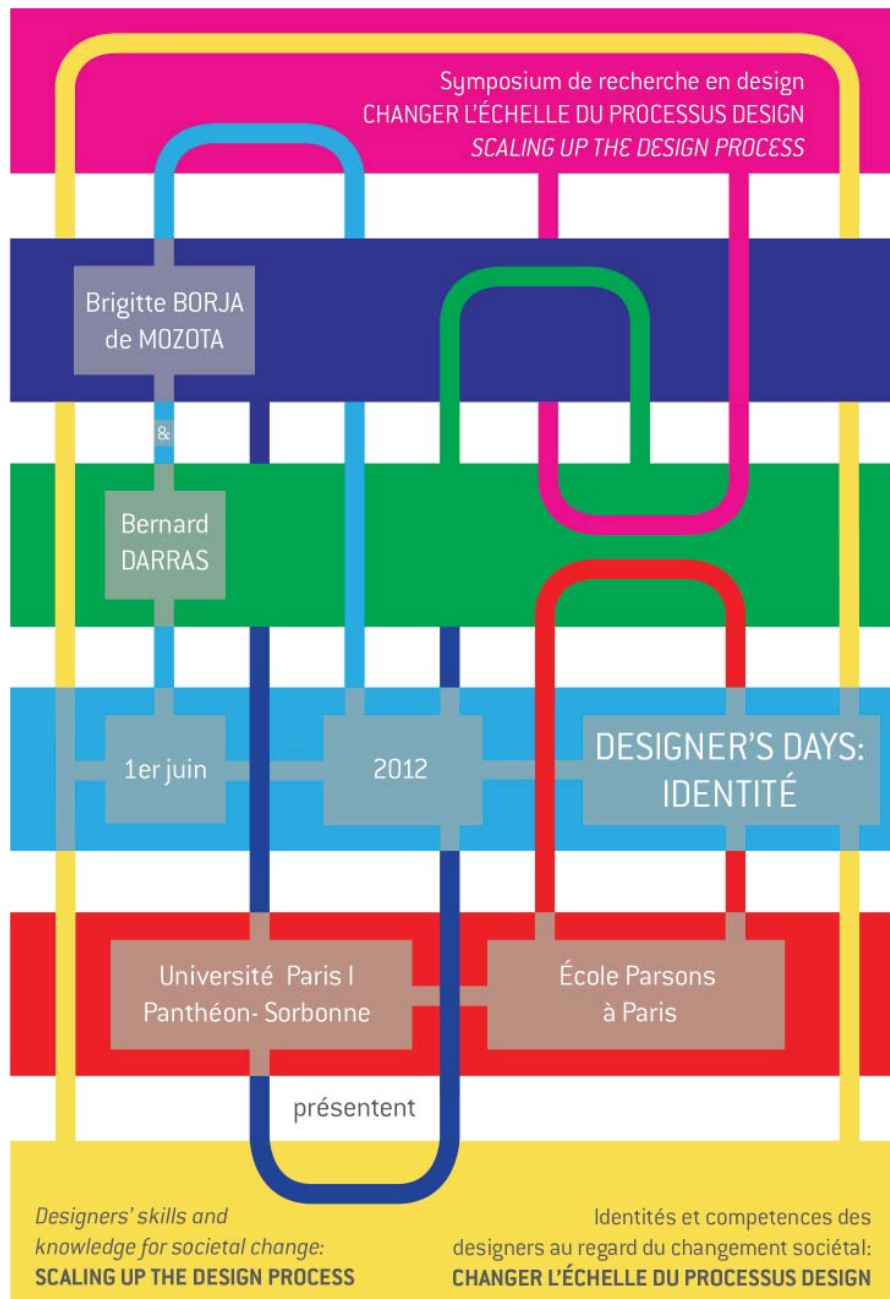 Symposium de recherche en design
CHANGER L'ÉCHELLE DU PROCESSUS DESIGN
SCALING UP THE DESIGN PROCESS
Brigitte BORJA
de MOZOTA
&
Bernard
DARRAS
1er juin
2012
DESIGNER'S DAYS:
IDENTITÉ
Université Paris I
Panthéon- Sorbonne
École Parsons
à Paris
présentent
Designers' skills and
knowledge for societal change:
SCALING UP THE DESIGN PROCESS
Identités et competences des
designers au regard du changement sociétal:
CHANGER L'ÉCHELLE DU PROCESSUS DESIGN